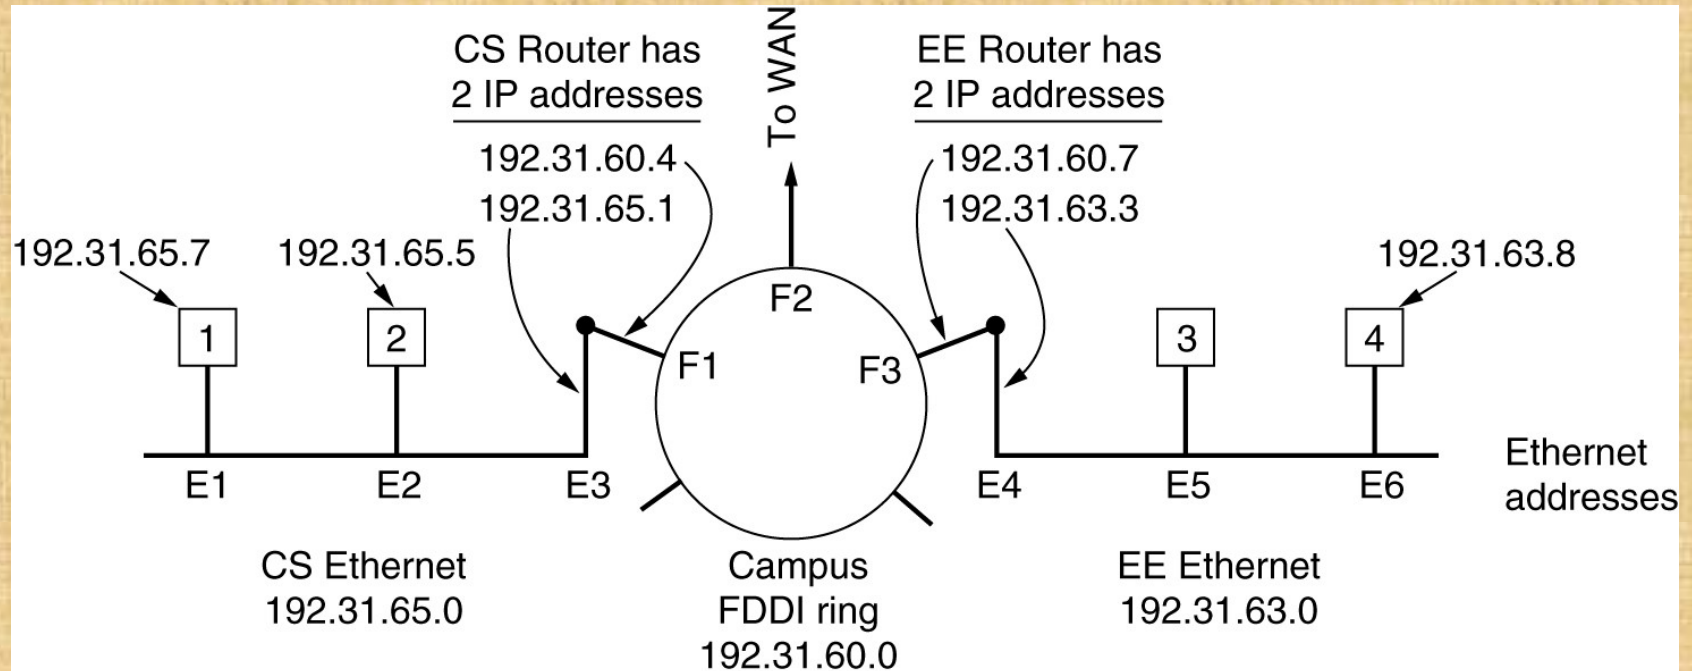 CS Router has
2 IP addresses
192.31.60.4
192.31.65.1
To WAN
EE Router has
2 IP addresses
192.31.60.7
192.31.63.3
192.31.65.7
192.31.65.5
192.31.63.8
1
2
F1
F2
F3
3
4
E1
E2
E3
E4
E5
E6
Ethernet
addresses
CS Ethernet
192.31.65.0
Campus
FDDI ring
192.31.60.0
EE Ethernet
192.31.63.0